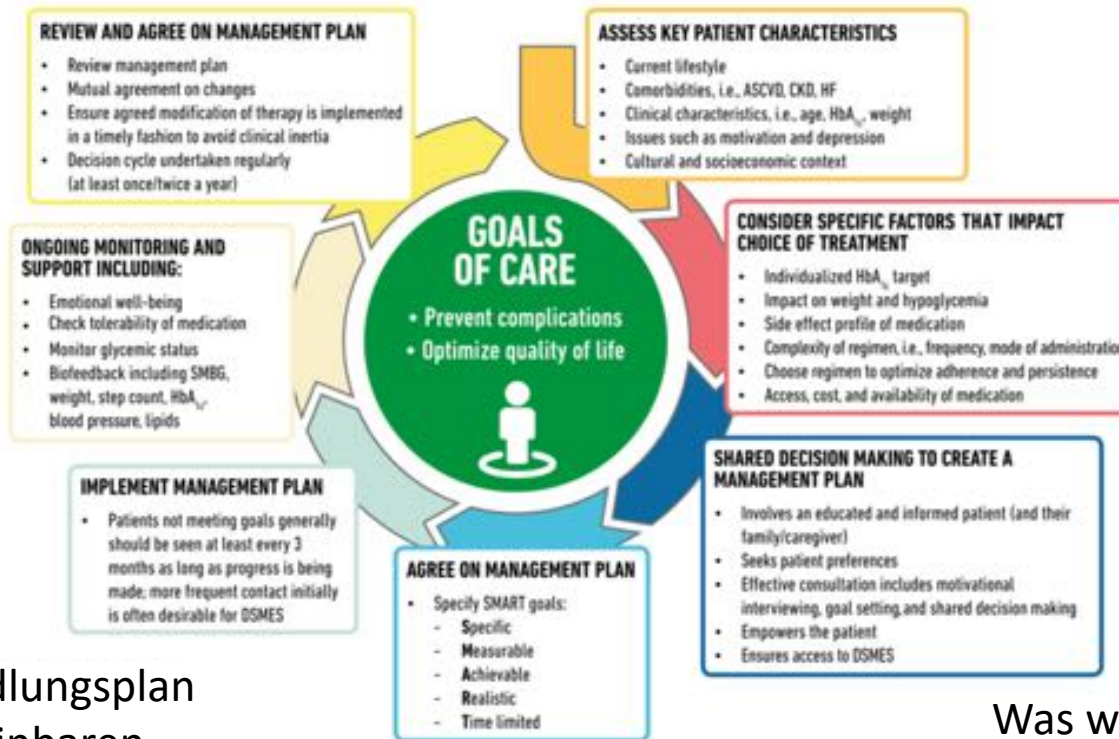 REVIEW AND AGREE ON MANAGEMENT PLAN
• Review management plan
• Mutual agreement on changes
• Ensure agreed modification of therapy is implemented
in a timely fashion to avoid clinical inertia
• Decision cycle undertaken regularly
(at least once/twice a year)
ASSESS KEY PATIENT CHARACTERISTICS
• Current lifestyle
• Comorbidities, i.e., ASCVD, CKD, HF
• Clinical characteristics, i.e., age, HbA1c, weight
• Issues such as motivation and depression
• Cultural and socioeconomic context
CONSIDER SPECIFIC FACTORS THAT IMPACT
CHOICE OF TREATMENT
• Individualized HbA1c target
• Impact on weight and hypoglycemia
• Side effect profile of medication
• Complexity of regimen, i.e., frequency, mode of administration
• Choose regimen to optimize adherence and persistence
• Access, cost, and availability of medication
SHARED DECISION MAKING TO CREATE A
MANAGEMENT PLAN
• Involves an educated and informed patient (and their
family/caregiver)
• Seeks patient preferences
• Effective consultation includes motivational
interviewing, goal setting, and shared decision making
• Empowers the patient
• Ensures access to DSMES
AGREE ON MANAGEMENT PLAN
• Specify SMART goals:
- Specific
- Measurable
- Achievable
- Realistic
- Time limited
IMPLEMENT MANAGEMENT PLAN
• Patients not meeting goals generally
should be seen at least every 3
months as long as progress is being
made; more frequent contact initially
is often desirable for DSMES
ONGOING MONITORING AND
SUPPORT INCLUDING:
• Emotional well-being
• Check tolerability of medication
• Monitor glycemic status
• Biofeedback including SMBG,
weight, step count, HbA1c,
blood pressure, lipids
GOALS
OF CARE
• Prevent complications
• Optimize quality of life
dlungsplan
Was w